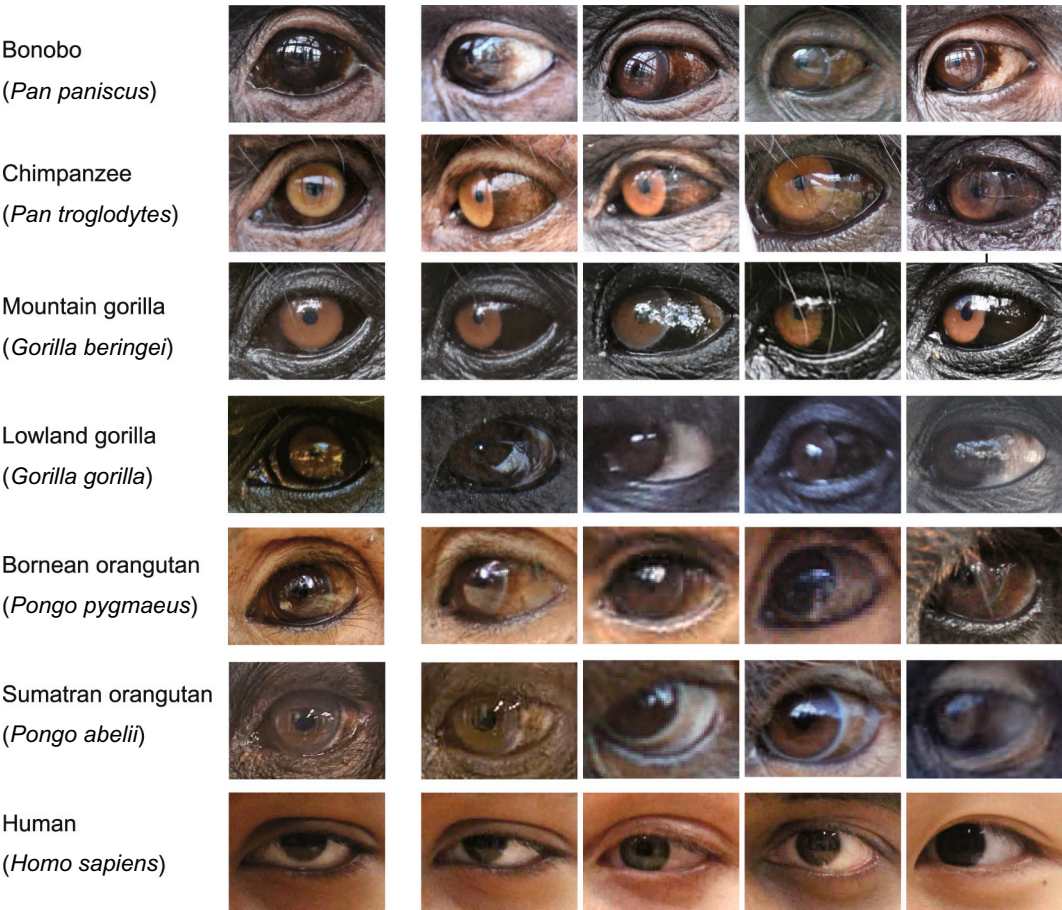 Bonobo
(Pan paniscus)
Chimpanzee
(Pan troglodytes)
Mountain gorilla
(Gorilla beringei)
Lowland gorilla
(Gorilla gorilla)
Bornean orangutan
(Pongo pygmaeus)
Sumatran orangutan
(Pongo abelii)
Human
(Homo sapiens)